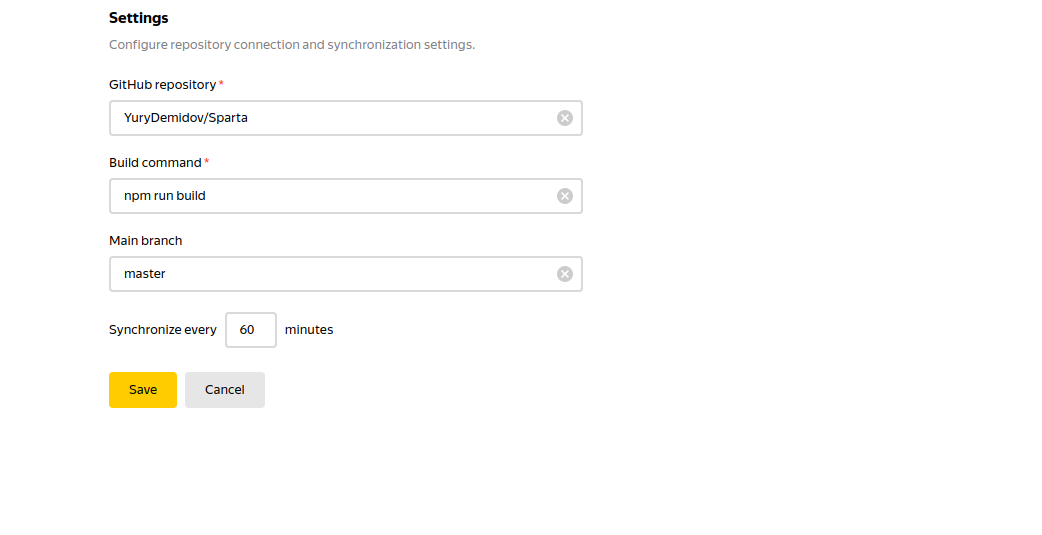 Settings
Configure repository connection and synchronization settings.
GitHub repository *
YuryDemidov/Sparta
Build command *
npm run build
Main branch
master
Synchronize every 60 minutes
Save Cancel